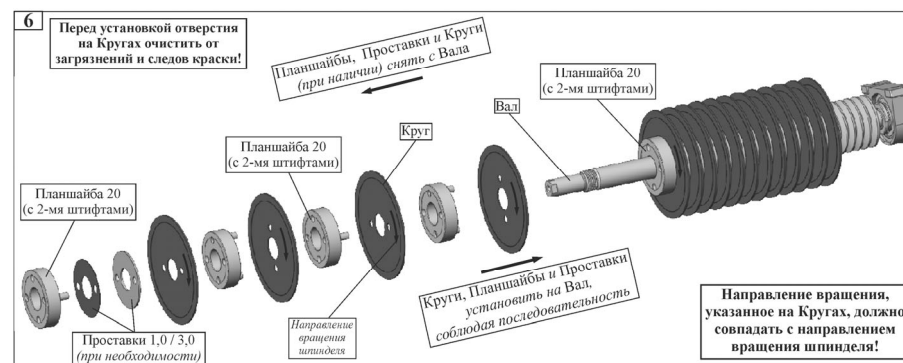 6
Перед установкой отверстия
на Кругах очистить от
загрязнений и следов краски!
Планшайбы, Проставки и Круги
(при наличии) снять с Вала
Планшайба 20
(с 2-мя штифтами)
Вал
Круг
Планшайба 20
(с 2-мя штифтами)
Планшайба 20
(с 2-мя штифтами)
Круги, Планшайбы и Проставки
установить на Вал,
соблюдая последовательность
Направление
вращения
шпинделя
Проставки 1,0 / 3,0
(при необходимости)
Направление вращения,
указанное на Кругах, должно
совпадать с направлением
вращения шпинделя!